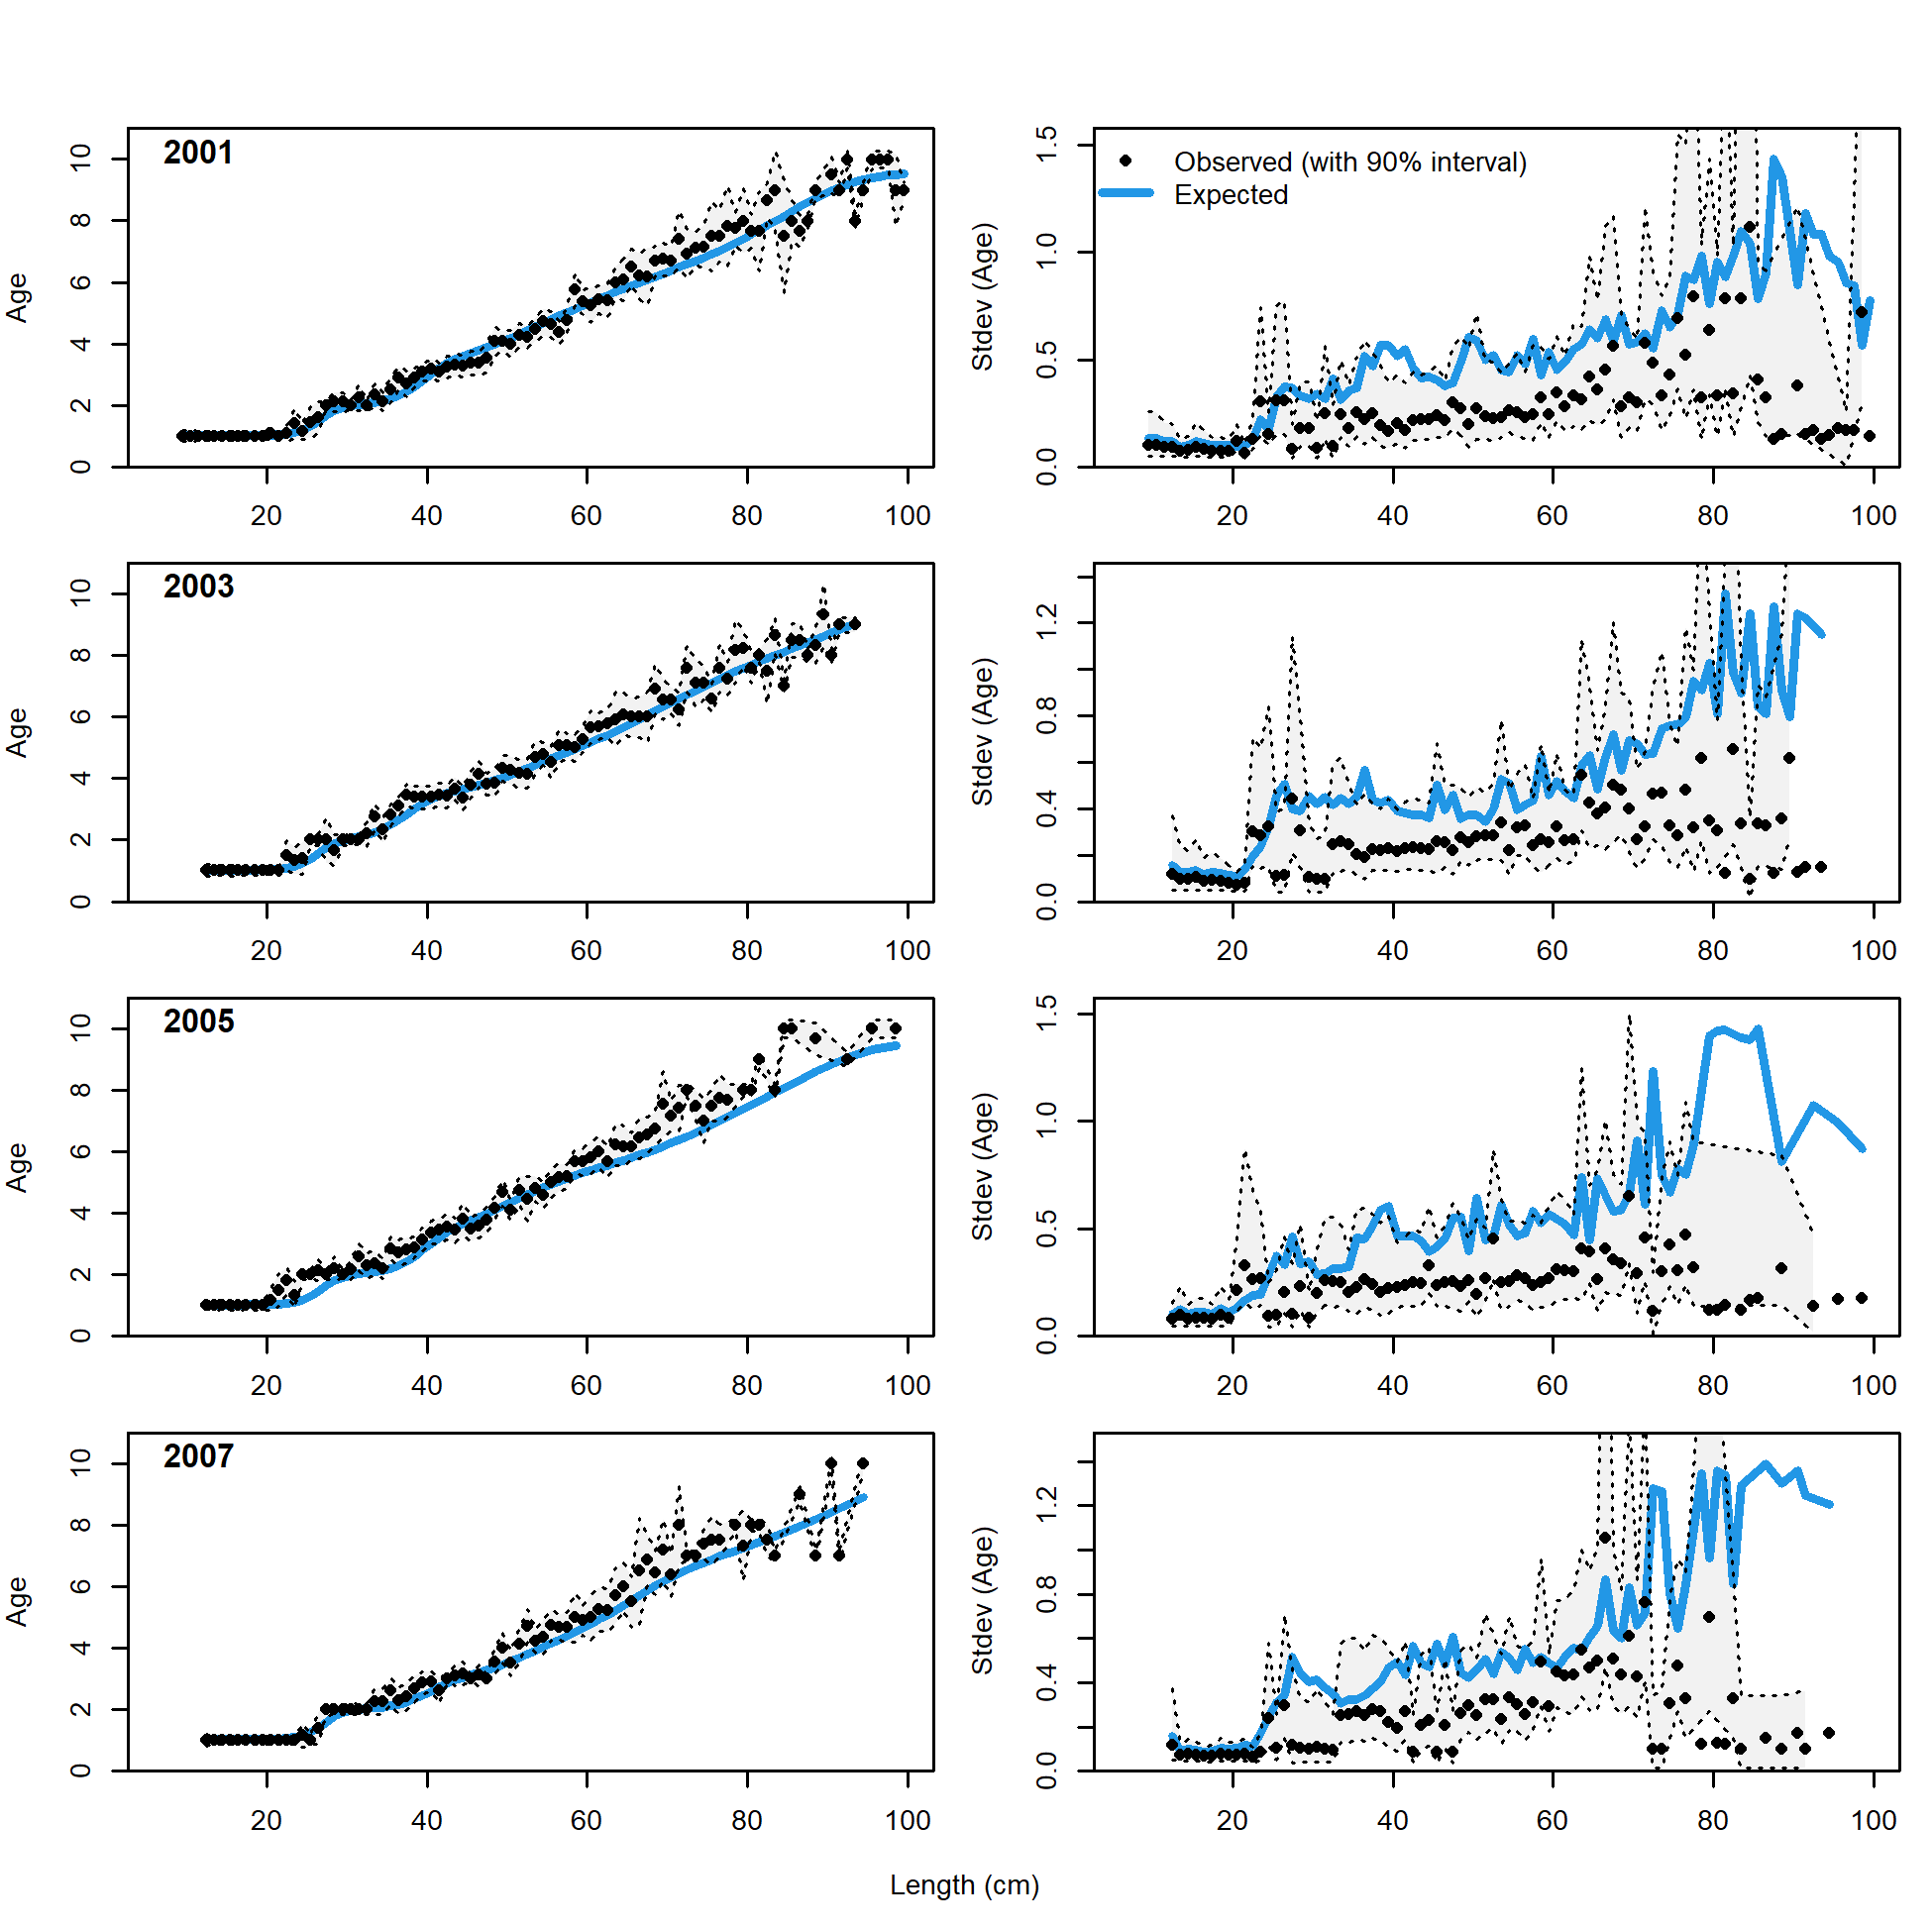 2001
Age
0 2 4 6 8 10
20 40 60 80 100
Observed (with 90% interval)
Expected
Stdev (Age)
0.0 0.5 1.0 1.5
20 40 60 80 100
2003
Age
0 2 4 6 8 10
20 40 60 80 100
Stdev (Age)
0.0 0.4 0.8 1.2
20 40 60 80 100
2005
Age
0 2 4 6 8 10
20 40 60 80 100
Stdev (Age)
0.0 0.5 1.0 1.5
20 40 60 80 100
2007
Age
0 2 4 6 8 10
20 40 60 80 100
Stdev (Age)
0.0 0.4 0.8 1.2
20 40 60 80 100
Length (cm)